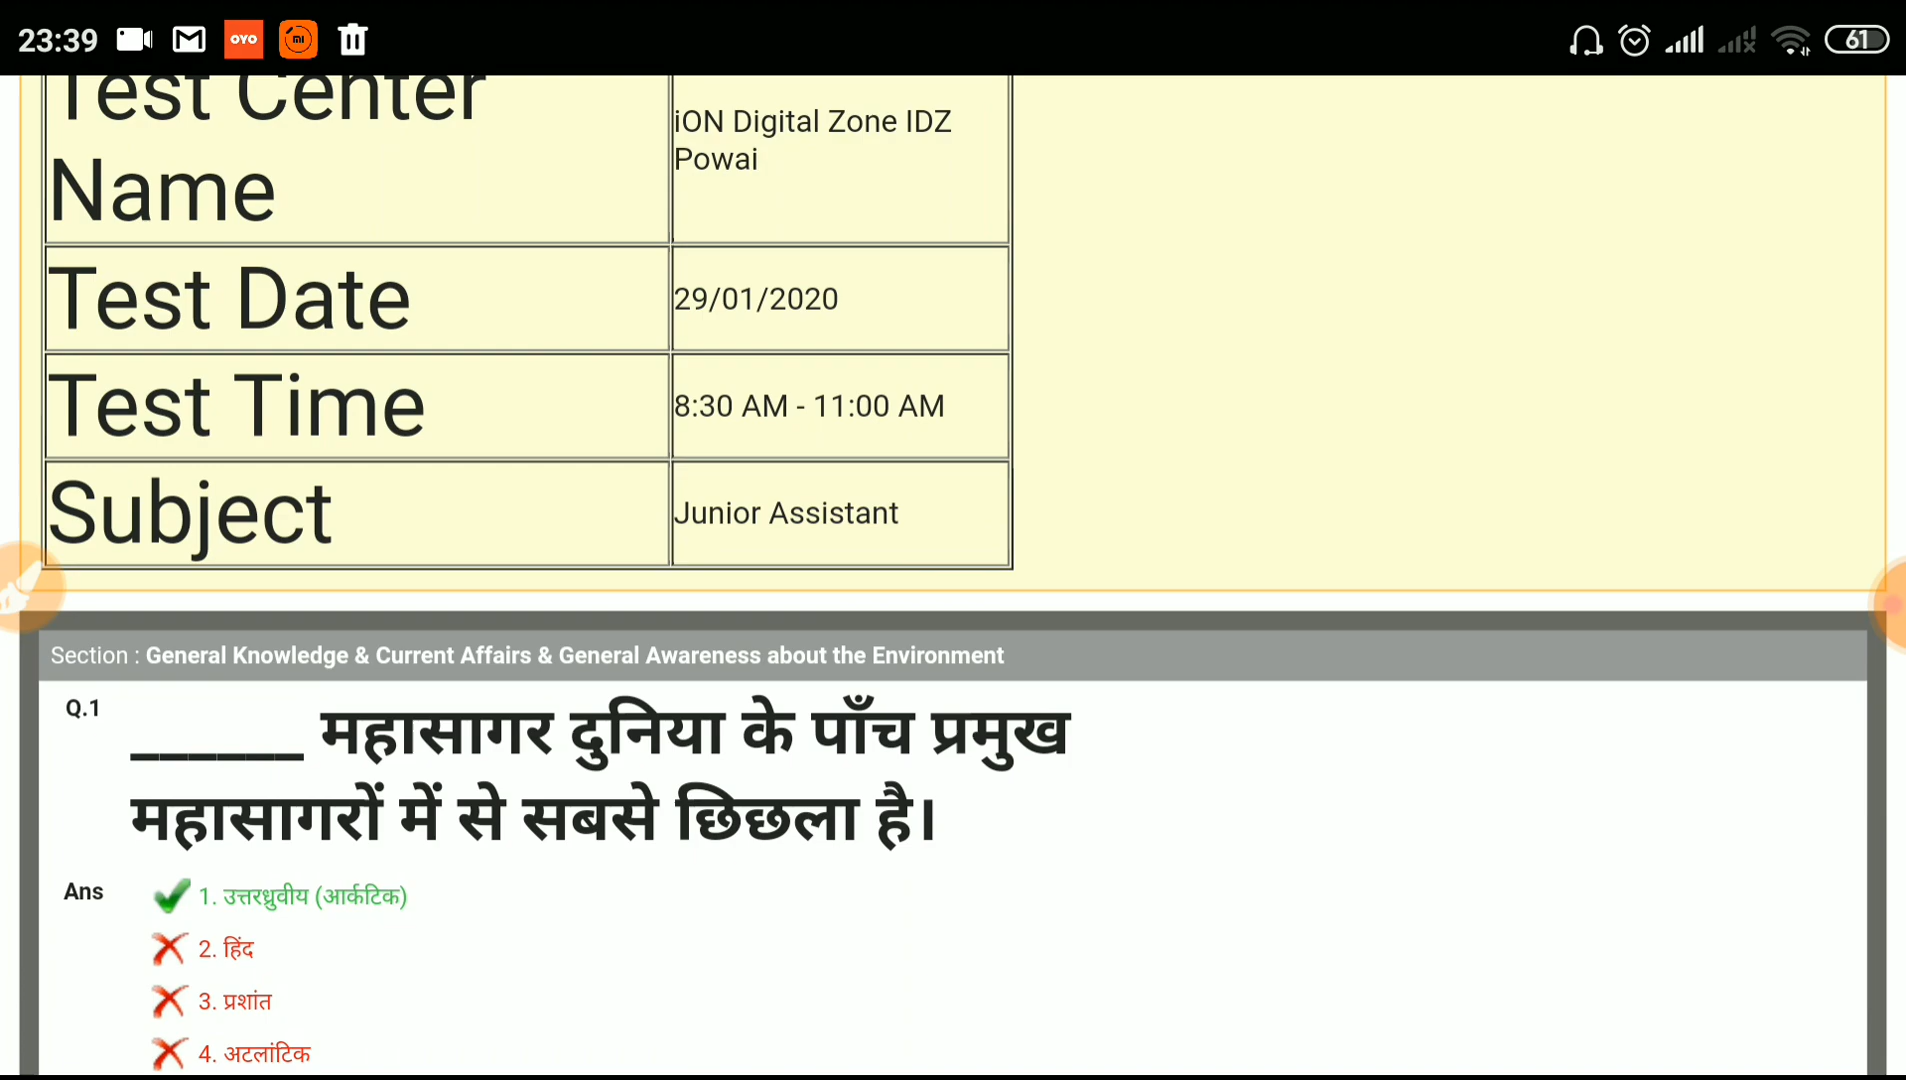 23:39 OYO mi 61
Test Center
Name
iON Digital Zone IDZ
Powai
Test Date
29/01/2020
Test Time
8:30 AM - 11:00 AM
Subject
Junior Assistant
Section : General Knowledge & Current Affairs & General Awareness about the Environment
Q.1
______ महासागर दुनिया के पाँच प्रमुख
महासागरों में से सबसे छिछला है।
Ans
1. उत्तरध्रुवीय (आर्कटिक)
2. हिंद
3. प्रशांत
4. अटलांटिक